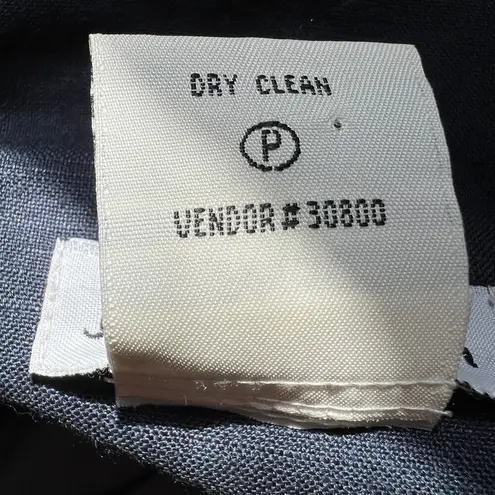 DRY CLEAN
P
VENDOR # 30800